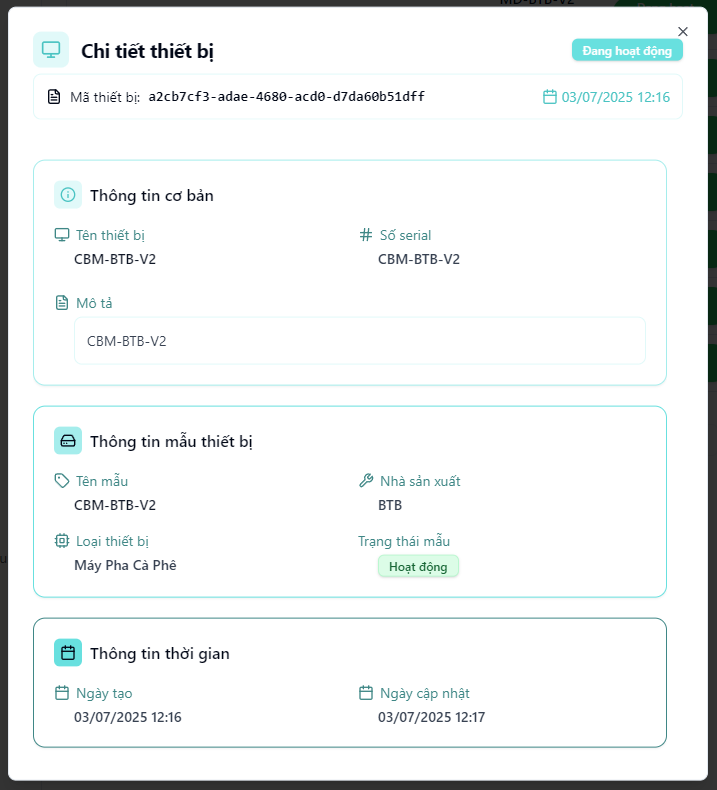 Chi tiết thiết bị
Đang hoạt động
Mã thiết bị: a2cb7cf3-adae-4680-acd0-d7da60b51dff
03/07/2025 12:16
Thông tin cơ bản
Tên thiết bị
Số serial
CBM-BTB-V2
CBM-BTB-V2
Mô tả
CBM-BTB-V2
Thông tin mẫu thiết bị
Tên mẫu
Nhà sản xuất
CBM-BTB-V2
BTB
Loại thiết bị
Trạng thái mẫu
Máy Pha Cà Phê
Hoạt động
Thông tin thời gian
Ngày tạo
Ngày cập nhật
03/07/2025 12:16
03/07/2025 12:17